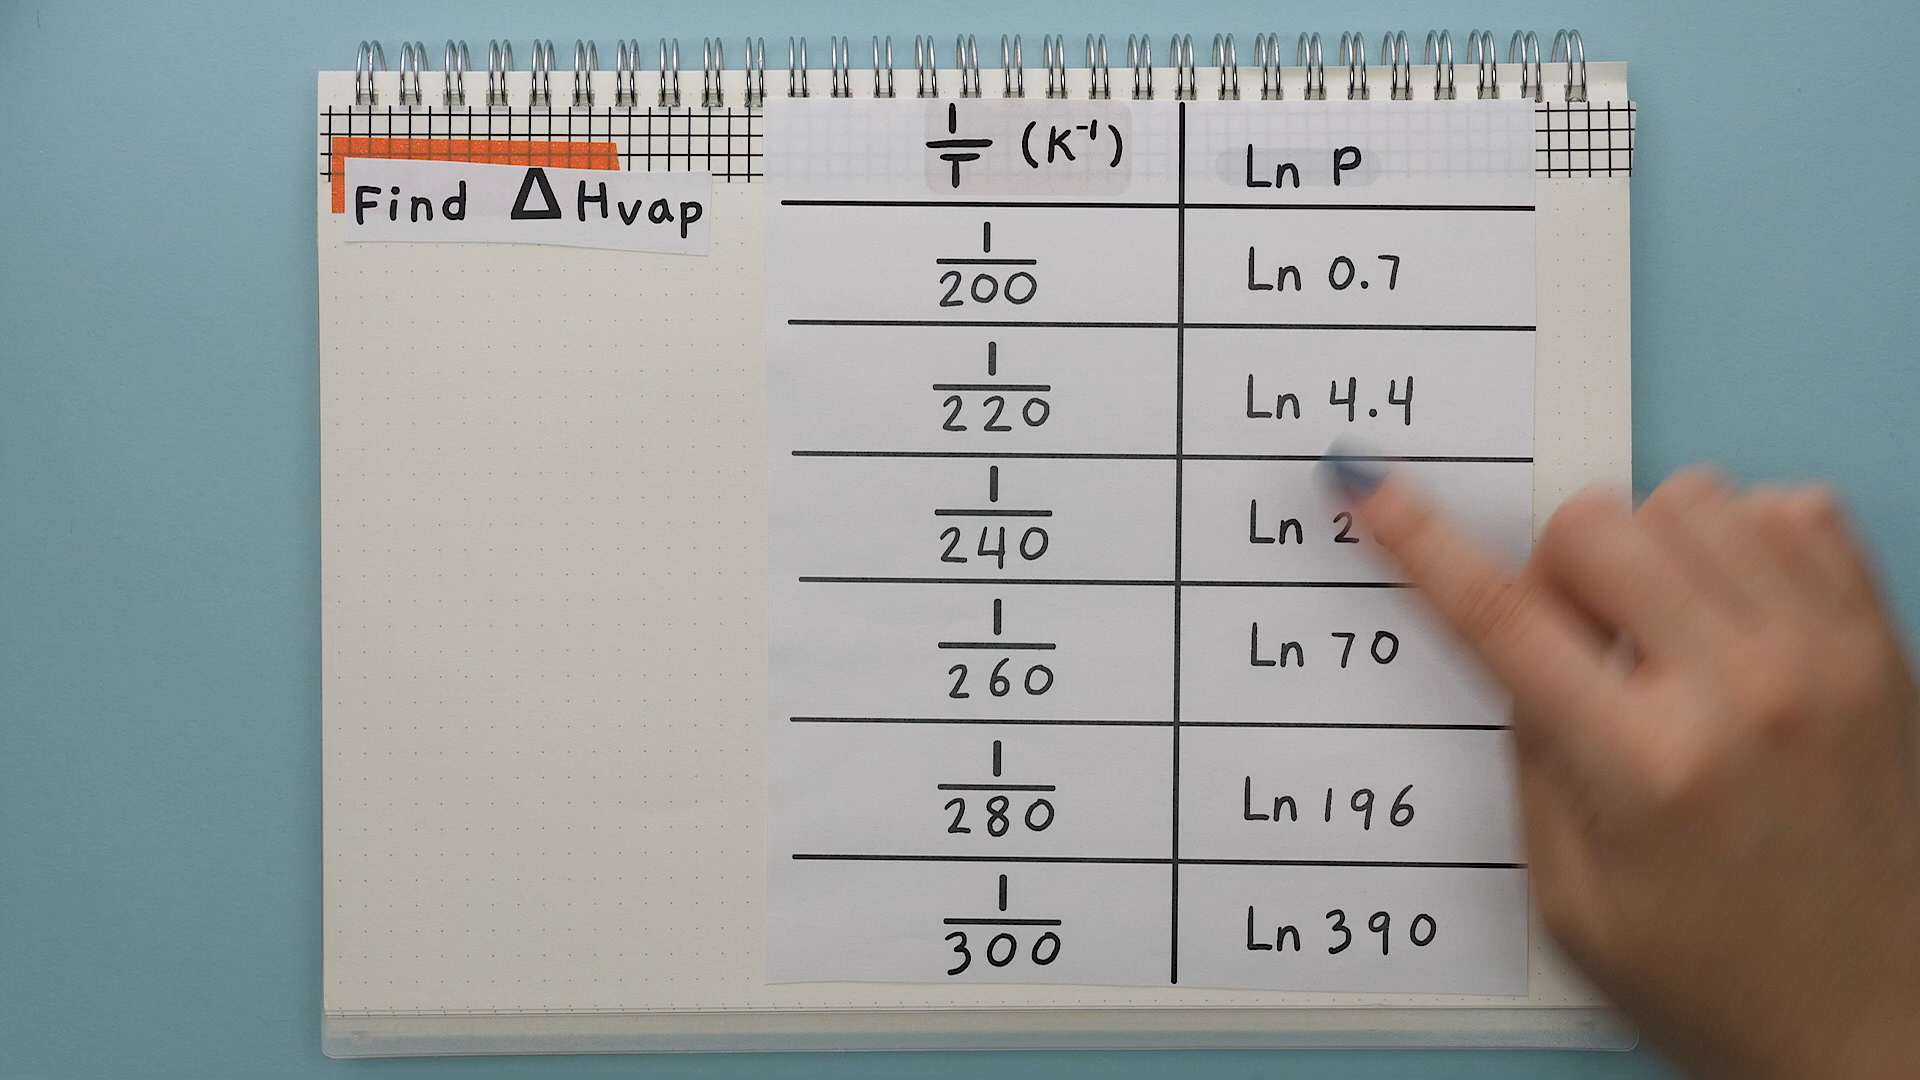 Find ΔHvap
1/T (K⁻¹) Ln P
1/200 Ln 0.7
1/220 Ln 4.4
1/240 Ln
1/260 Ln 70
1/280 Ln 196
1/300 Ln 390